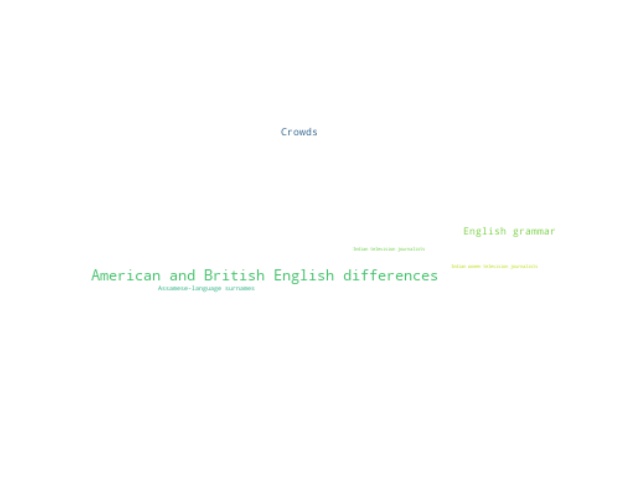 Crowds
English grammar
Indian television journalists
Indian women television journalists
American and British English differences
Assamese-language surnames